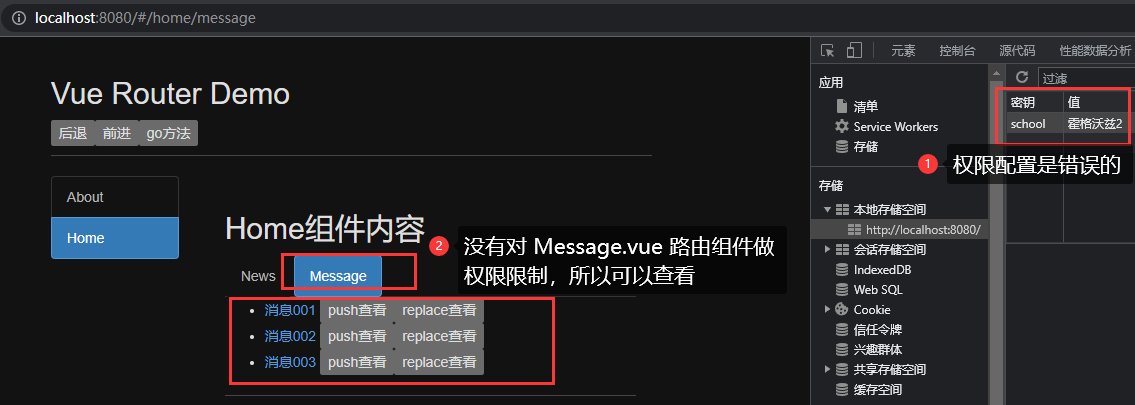 localhost:8080/#/home/message
Vue Router Demo
后退 前进 go方法
About
Home
Home组件内容
News Message
消息001 push查看 replace查看
消息002 push查看 replace查看
消息003 push查看 replace查看
2 没有对 Message.vue 路由组件做
权限限制，所以可以查看
元素 控制台 源代码 性能数据分析
应用
清单
Service Workers
存储
存储
本地存储空间
http://localhost:8080/
会话存储空间
IndexedDB
Web SQL
Cookie
信任令牌
兴趣群体
共享存储空间
缓存空间
过滤
密钥 值
school 霍格沃兹2
1 权限配置是错误的